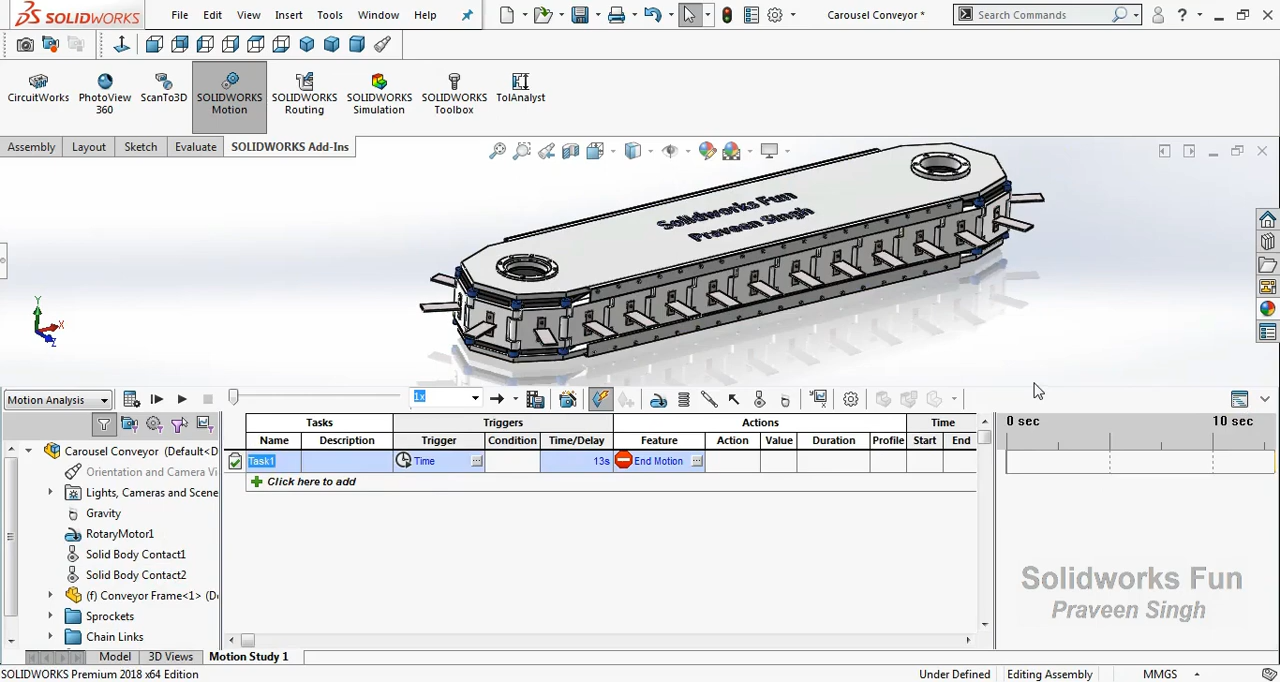 SOLIDWORKS File Edit View Insert Tools Window Help Carousel Conveyor * Search Commands ?
CircuitWorks PhotoView 360 ScanTo3D SOLIDWORKS Motion SOLIDWORKS Routing SOLIDWORKS Simulation SOLIDWORKS Toolbox TolAnalyst
Assembly Layout Sketch Evaluate SOLIDWORKS Add-Ins
Solidworks Fun
Praveen Singh
Y
X
Z
Motion Analysis 1x
Tasks Triggers Actions Time 0 sec 10 sec
Name Description Trigger Condition Time/Delay Feature Action Value Duration Profile Start End
Task1 Time 13s End Motion
Click here to add
Carousel Conveyor (Default<D
Orientation and Camera Vi
Lights, Cameras and Scene
Gravity
RotaryMotor1
Solid Body Contact1
Solid Body Contact2
(f) Conveyor Frame<1> (D
Sprockets
Chain Links
Solidworks Fun
Praveen Singh
Model 3D Views Motion Study 1
SOLIDWORKS Premium 2018 x64 Edition Under Defined Editing Assembly MMGS